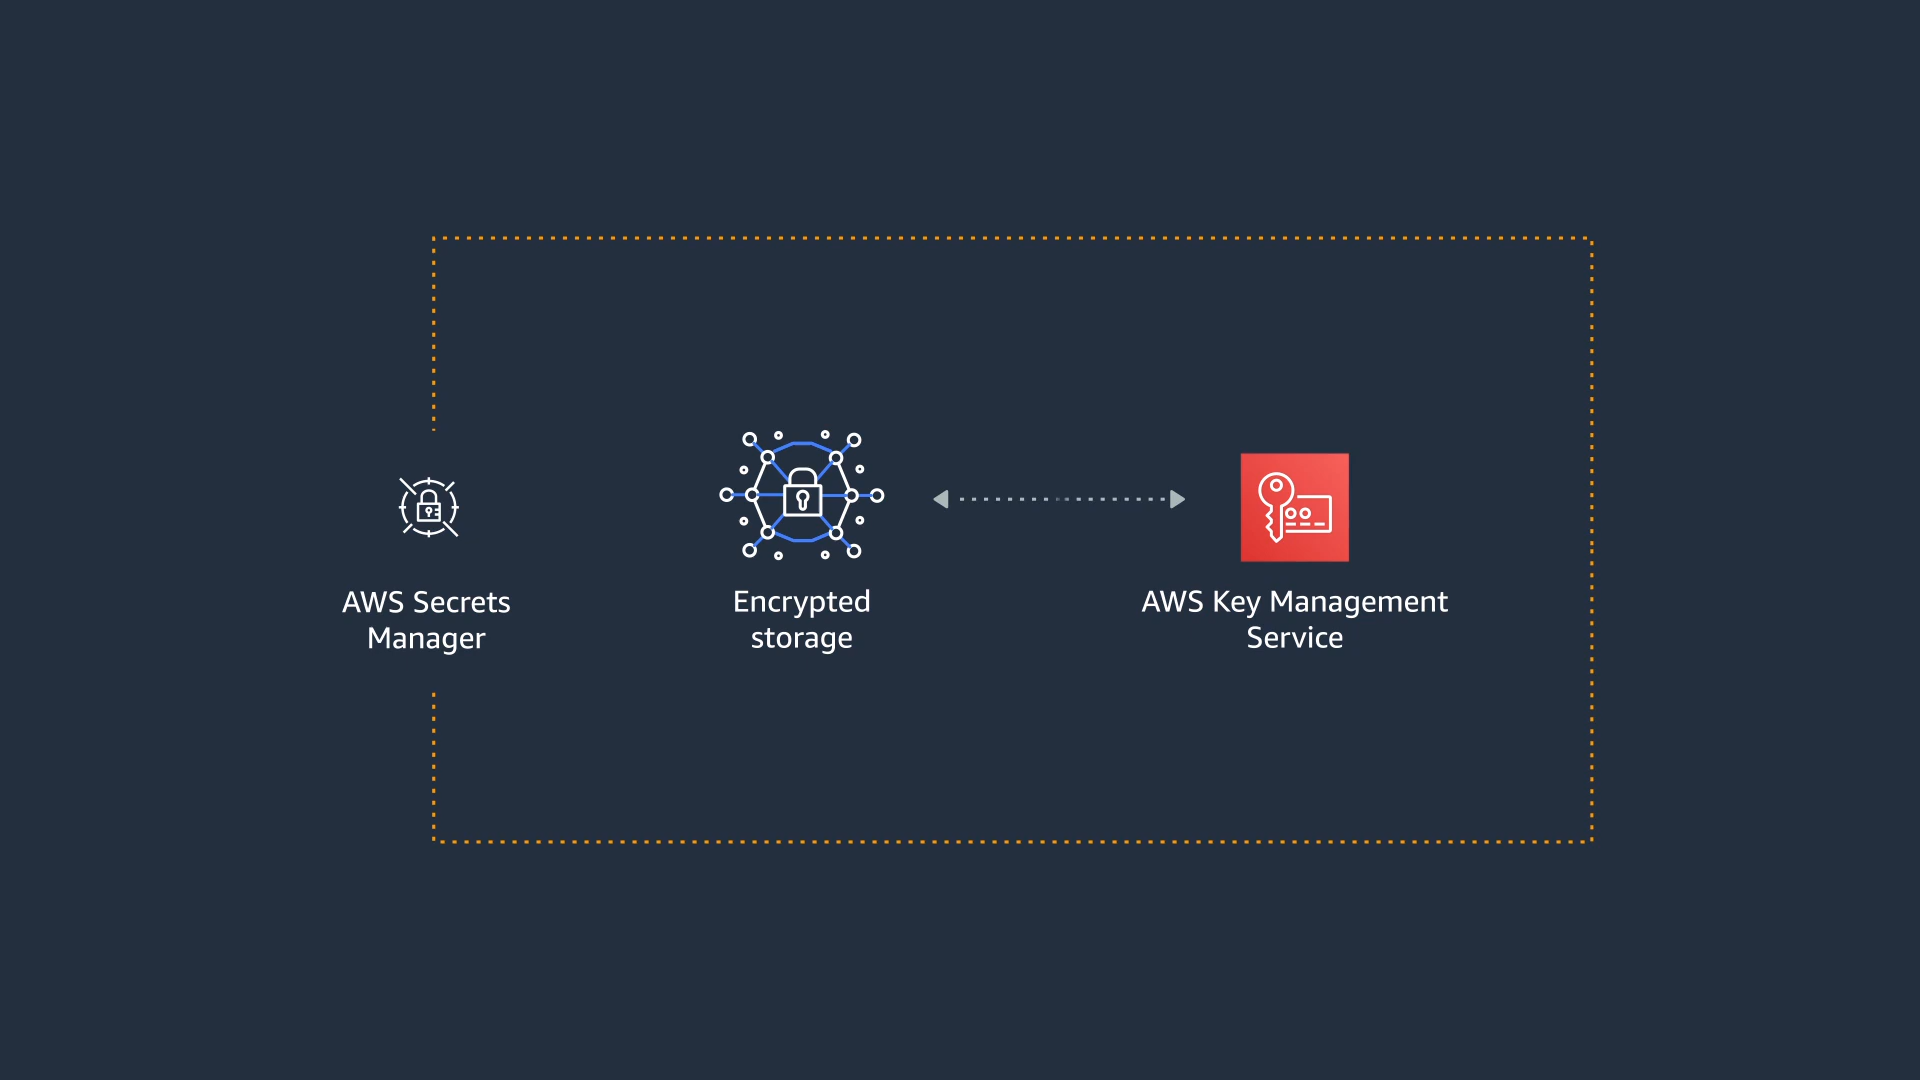 AWS Secrets
Manager
Encrypted
storage
AWS Key Management
Service